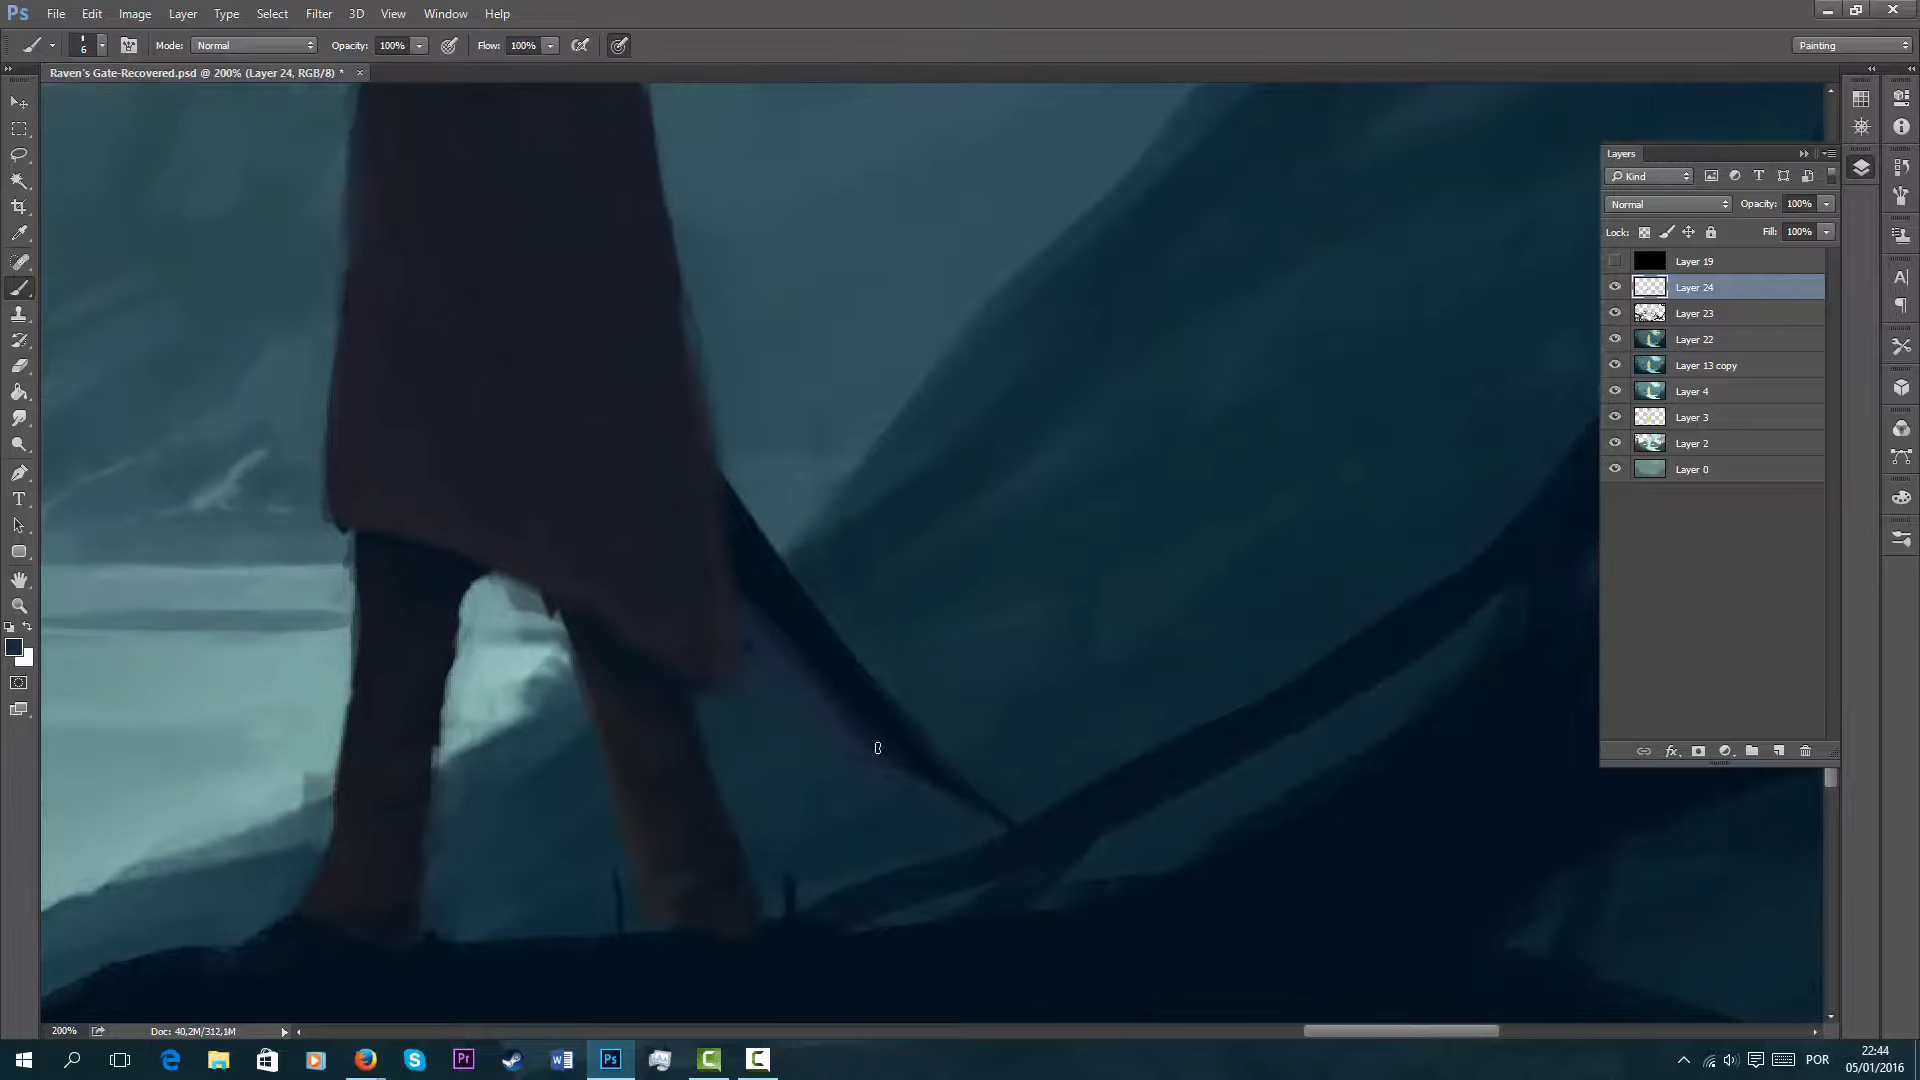 Ps File Edit Image Layer Type Select Filter 3D View Window Help
6 Mode: Normal Opacity: 100% Flow: 100% Painting
Raven's Gate-Recovered.psd @ 200% (Layer 24, RGB/8) *
Layers
Kind
Normal Opacity: 100%
Lock: Fill: 100%
Layer 19
Layer 24
Layer 23
Layer 22
Layer 13 copy
Layer 4
Layer 3
Layer 2
Layer 0
200% Doc: 40,2M/312,1M
Pr Ps POR
22:44
05/01/2016